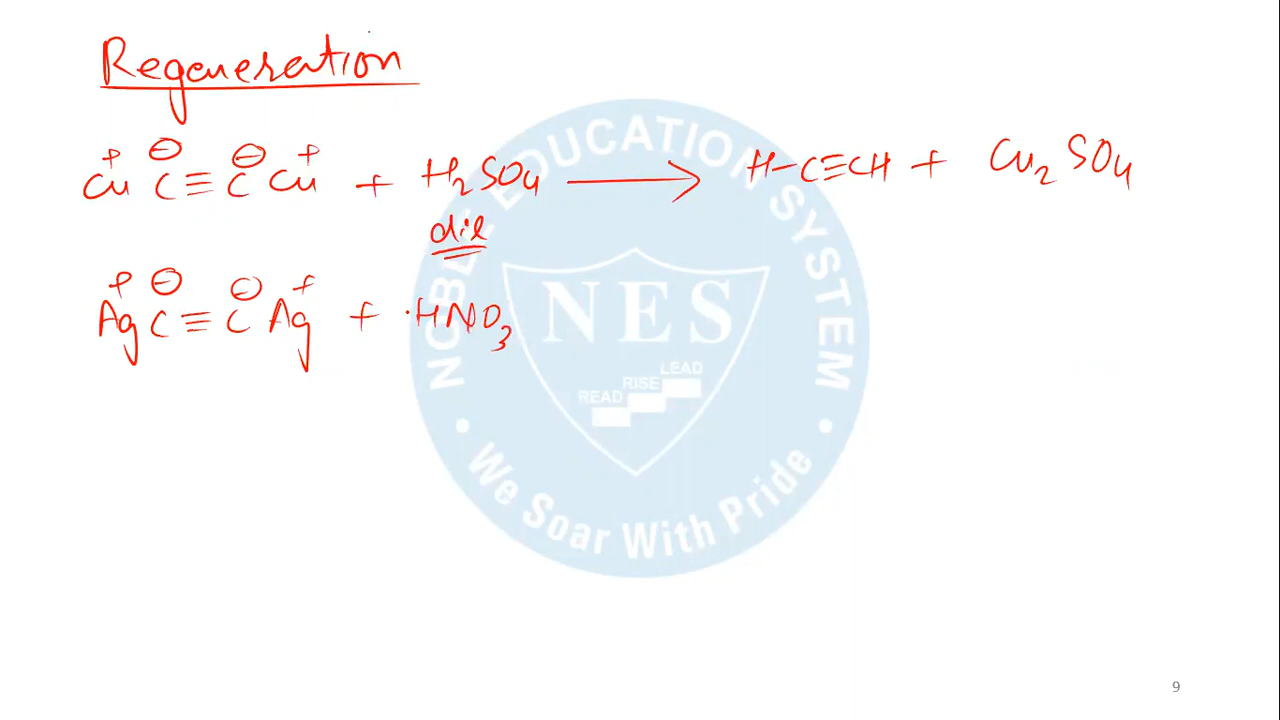 Regeneration
Cu⁺ C⊖≡C⊖ Cu⁺ + H₂SO₄ ⟶ H-C≡CH + Cu₂SO₄
dil
Ag⁺ C⊖≡C⊖ Ag⁺ + HNO₃
NOBLE EDUCATION SYSTEM
NES
LEAD
RISE
READ
• We Soar With Pride •
9